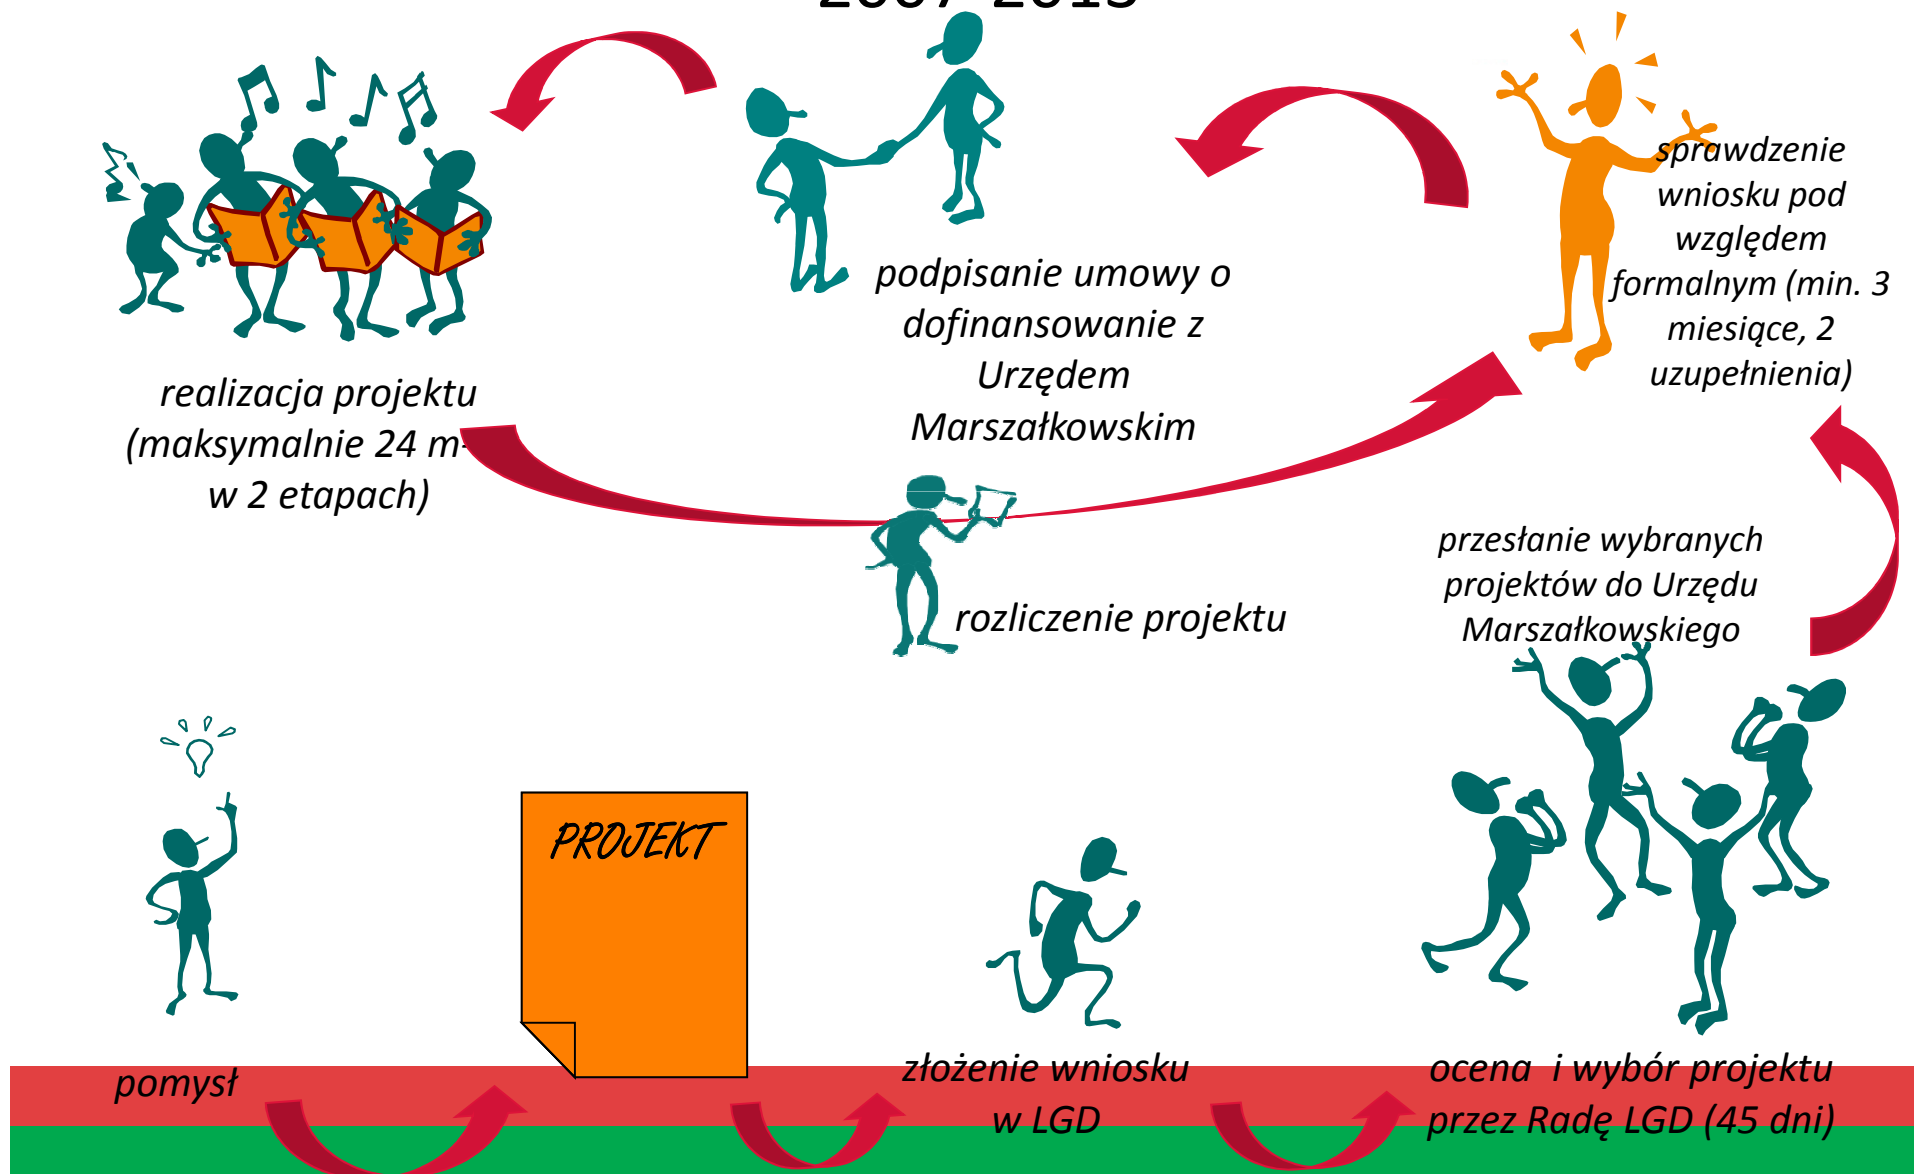 2007-2013
sprawdzenie
wniosku pod
względem
formalnym (min. 3
miesiące, 2
uzupełnienia)
podpisanie umowy o
dofinansowanie z
Urzędem
Marszałkowskim
realizacja projektu
(maksymalnie 24 m-
w 2 etapach)
rozliczenie projektu
przesłanie wybranych
projektów do Urzędu
Marszałkowskiego
PROJEKT
pomysł
złożenie wniosku
w LGD
ocena i wybór projektu
przez Radę LGD (45 dni)